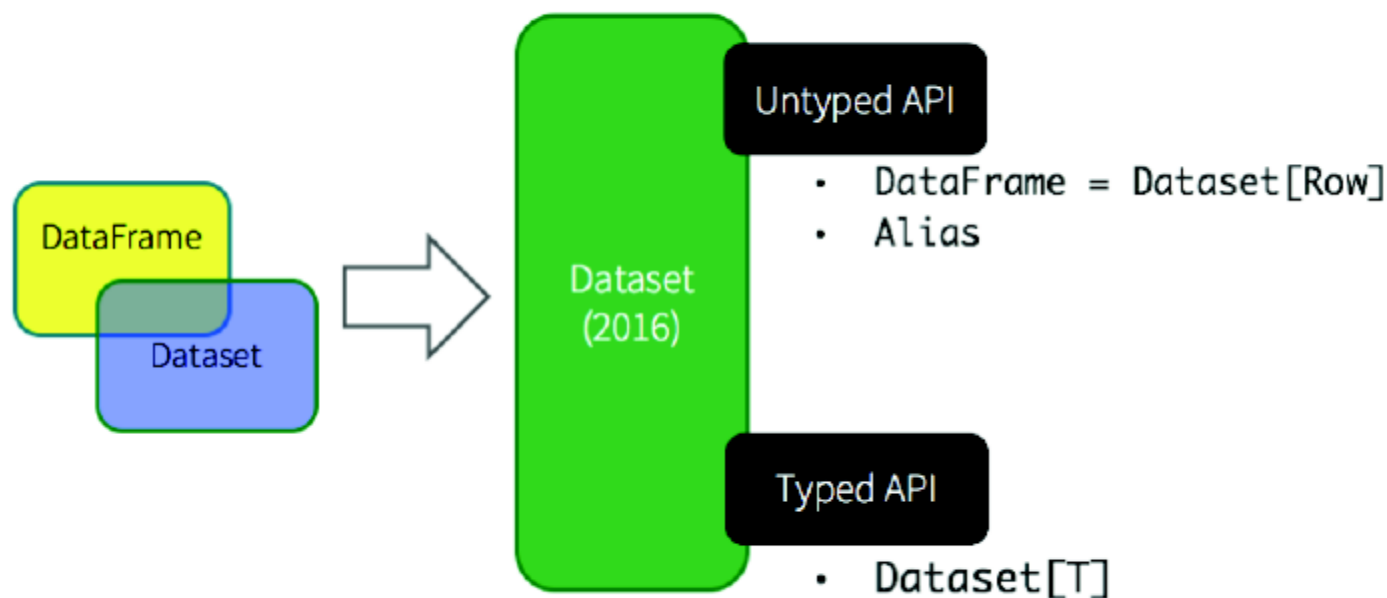 DataFrame
Dataset
Dataset
(2016)
Untyped API
• DataFrame = Dataset[Row]
• Alias
Typed API
• Dataset[T]